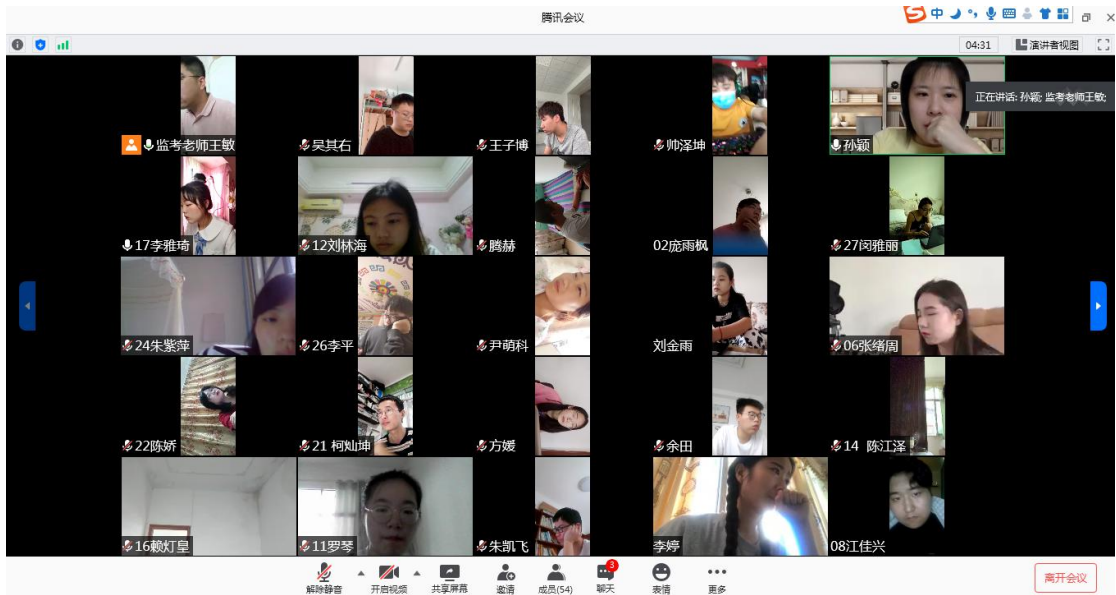 腾讯会议
中
04:31
演讲者视图
正在讲话: 孙颖; 监考老师王敏;
监考老师王敏
吴其右
王子博
帅泽坤
孙颖
17李雅琦
12刘林海
腾赫
02庞雨枫
27闵雅丽
24朱繁萍
26李平
尹萌科
刘金雨
06张绪周
22陈娇
21 柯灿坤
方媛
余田
14 陈江泽
16赖灯皇
11罗琴
朱凯飞
李婷
08江佳兴
3
解除静音
开启视频
共享屏幕
邀请
成员(54)
聊天
表情
更多
离开会议